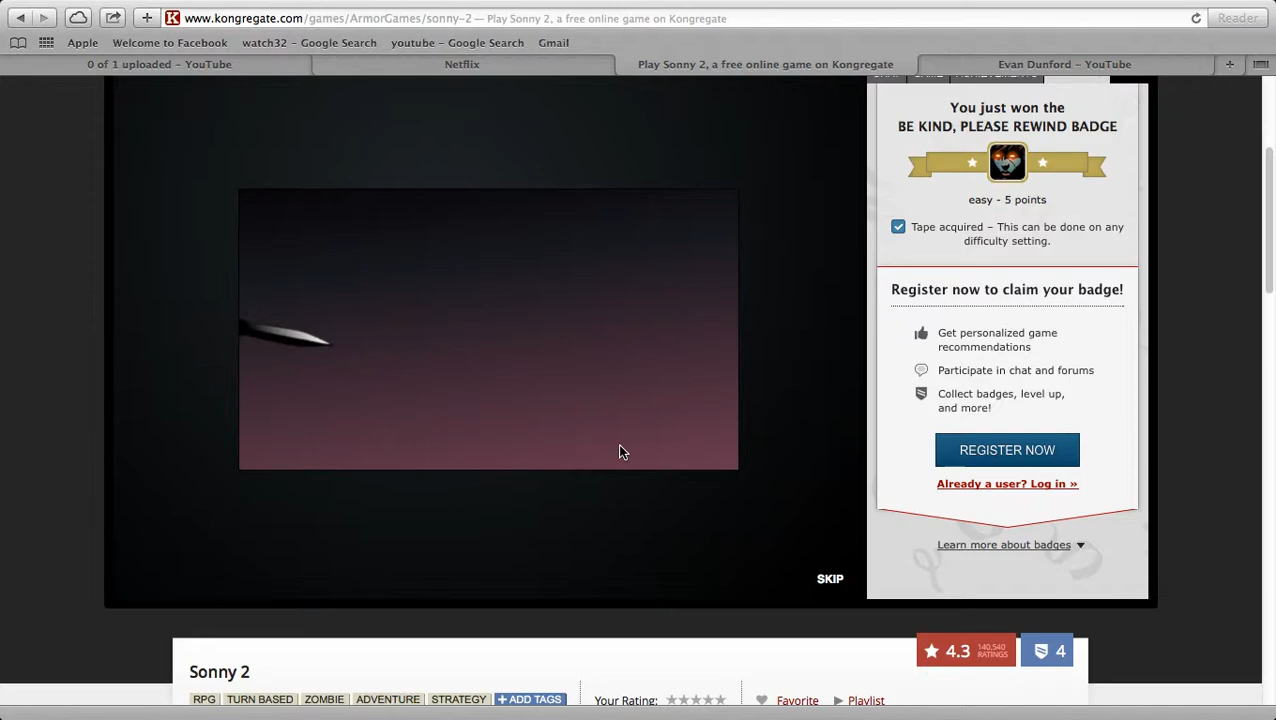 www.kongregate.com/games/ArmorGames/sonny-2 — Play Sonny 2, a free online game on Kongregate
Reader
Apple Welcome to Facebook watch32 - Google Search youtube - Google Search Gmail
0 of 1 uploaded - YouTube Netflix Play Sonny 2, a free online game on Kongregate Evan Dunford - YouTube
You just won the
BE KIND, PLEASE REWIND BADGE
easy - 5 points
Tape acquired – This can be done on any
difficulty setting.
Register now to claim your badge!
Get personalized game
recommendations
Participate in chat and forums
Collect badges, level up,
and more!
REGISTER NOW
Already a user? Log in »
Learn more about badges
SKIP
Sonny 2
4.3 140,540 RATINGS 4
RPG TURN BASED ZOMBIE ADVENTURE STRATEGY + ADD TAGS Your Rating: Favorite Playlist